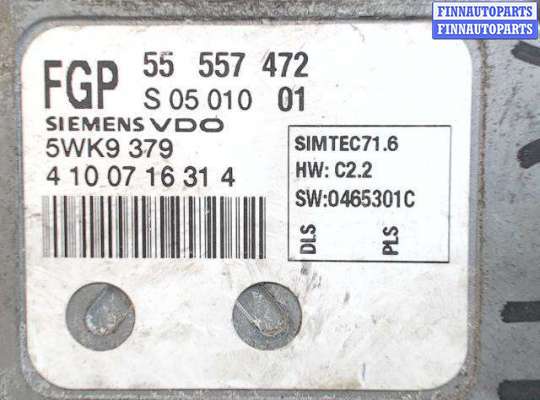 FINNAUTOPARTS
FINNAUTOPARTS
FGP 55 557 472
S 05 010 01
SIEMENS VDO
5WK9 379
4 10 07 16 31 4
SIMTEC71.6
HW: C2.2
SW:0465301C
DLS PLS